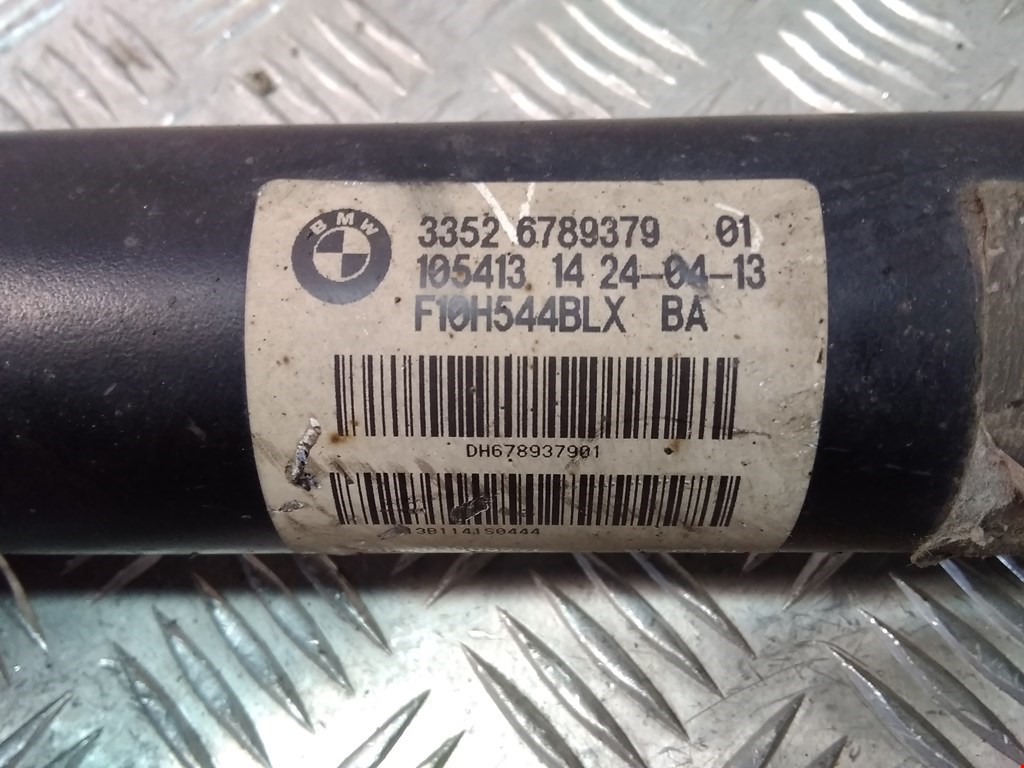 BMW
3352 6789379 01
105413 14 24-04-13
F10H544BLX BA
DH678937901